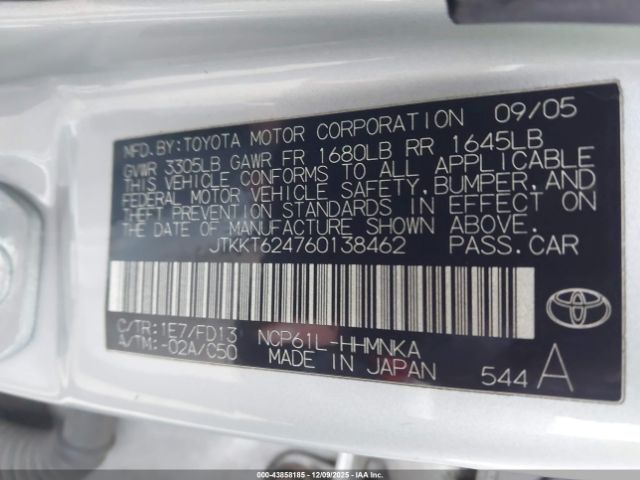 09/05
MFD.BY:TOYOTA MOTOR CORPORATION
GVWR 3305LB GAWR FR 1680LB RR 1645LB
THIS VEHICLE CONFORMS TO ALL APPLICABLE
FEDERAL MOTOR VEHICLE SAFETY,BUMPER,AND
THEFT PREVENTION STANDARDS IN EFFECT ON
THE DATE OF MANUFACTURE SHOWN ABOVE.
JTKKT624760138462 PASS.CAR
C/TR:1E7/FD13 NCP61L-HHMNKA
A/TM:-02A/C50 MADE IN JAPAN
544A
000-43858185 - 12/09/2025 - IAAI.COM